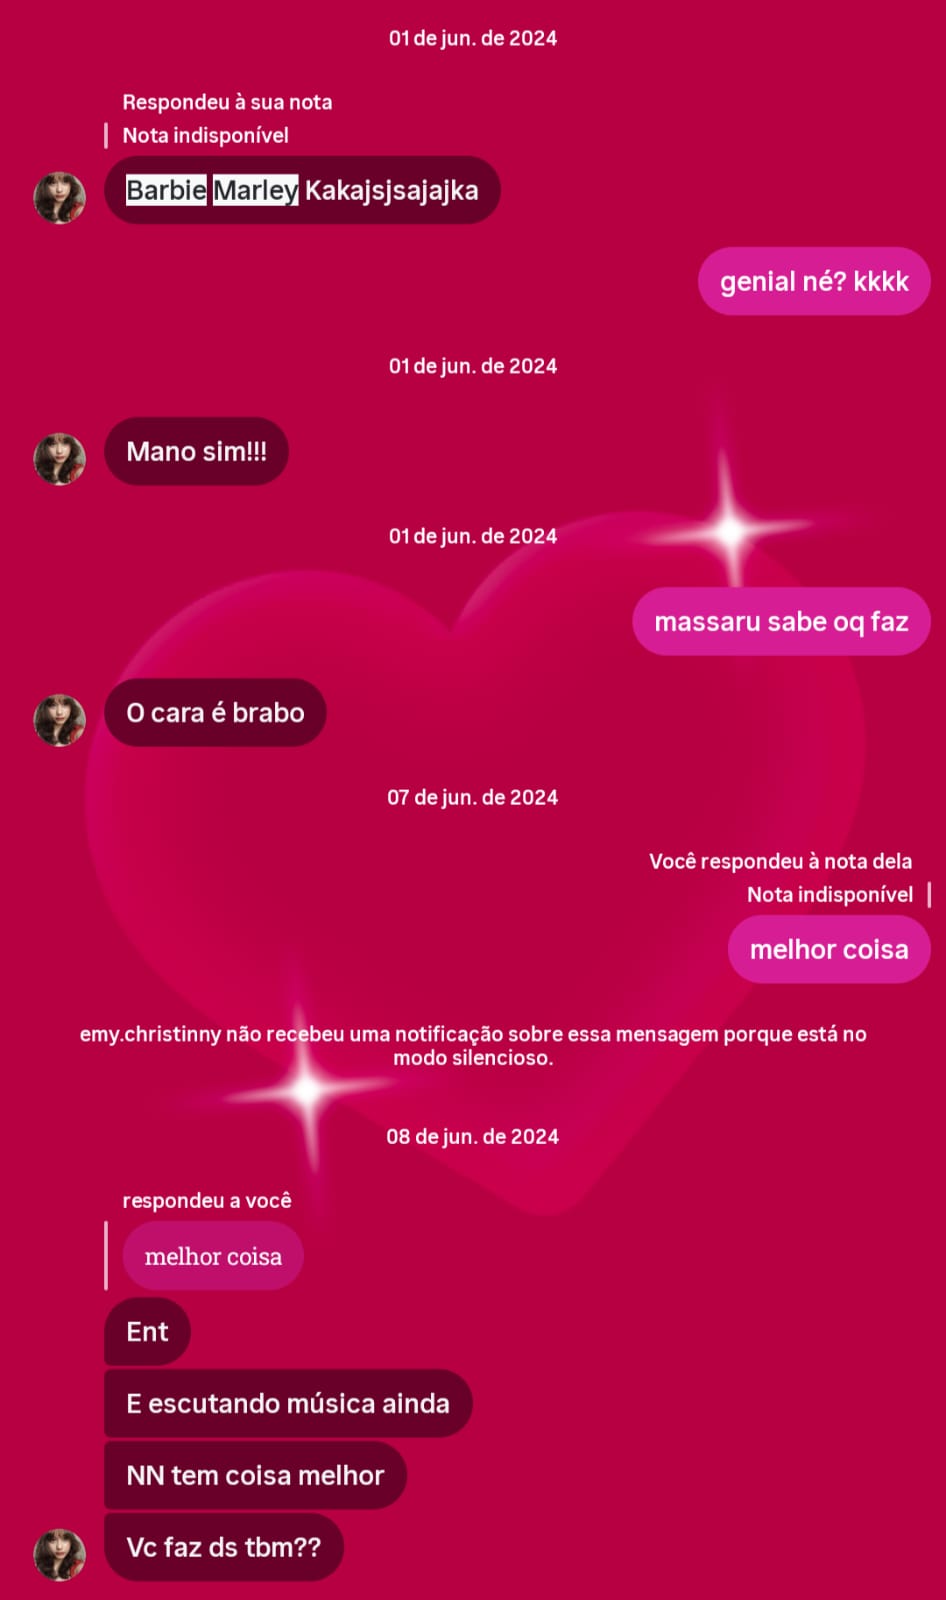 01 de jun. de 2024
Respondeu à sua nota
Nota indisponível
Barbie Marley Kakajsjsajajka
genial né? kkkk
01 de jun. de 2024
Mano sim!!!
01 de jun. de 2024
massaru sabe oq faz
O cara é brabo
07 de jun. de 2024
Você respondeu à nota dela
Nota indisponível
melhor coisa
emy.christinny não recebeu uma notificação sobre essa mensagem porque está no
modo silencioso.
08 de jun. de 2024
respondeu a você
melhor coisa
Ent
E escutando música ainda
NN tem coisa melhor
Vc faz ds tbm??